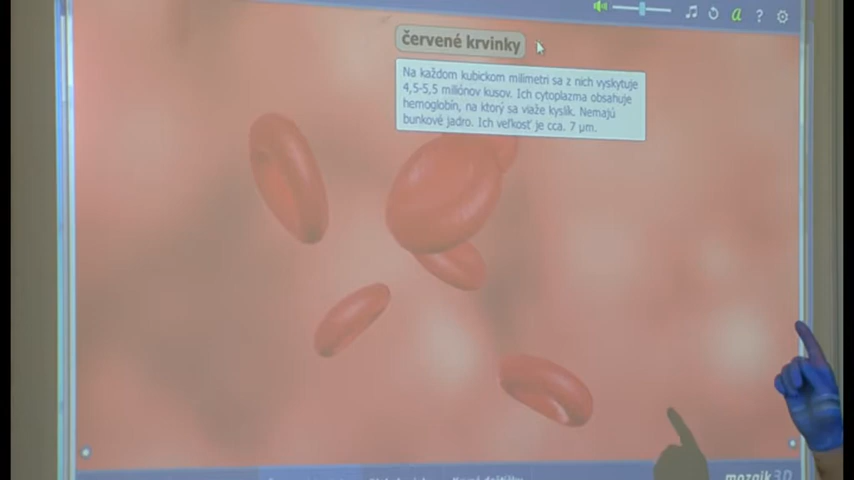 červené krvinky
Na každom kubickom milimetri sa z nich vyskytuje
4,5-5,5 miliónov kusov. Ich cytoplazma obsahuje
hemoglobín, na ktorý sa viaže kyslík. Nemajú
bunkové jadro. Ich veľkosť je cca. 7 µm.
mozaik3D